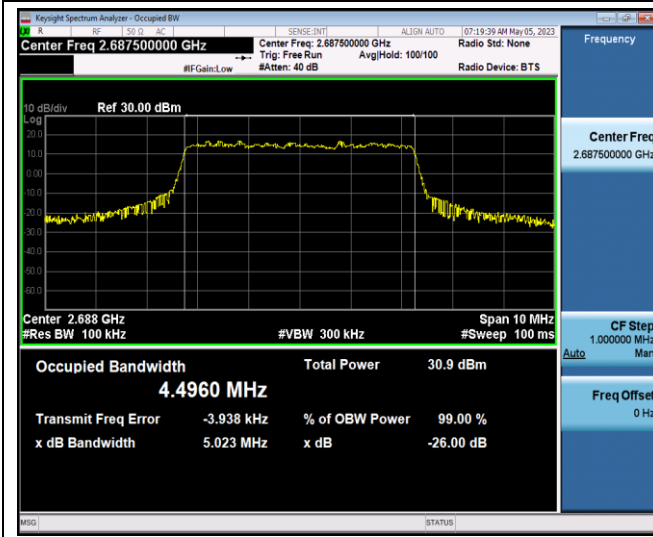 Keysight Spectrum Analyzer - Occupied BW
R RF 50 Ω AC SENSE:INT ALIGN AUTO 07:19:39 AM May 05, 2023
Center Freq 2.687500000 GHz
Center Freq: 2.687500000 GHz Radio Std: None
Trig: Free Run Avg|Hold: 100/100
#IFGain:Low #Atten: 40 dB Radio Device: BTS
10 dB/div Ref 30.00 dBm
Log
20.0
10.0
0.00
-10.0
-20.0
-30.0
-40.0
-50.0
-60.0
Center 2.688 GHz Span 10 MHz
#Res BW 100 kHz #VBW 300 kHz #Sweep 100 ms
Occupied Bandwidth Total Power 30.9 dBm
4.4960 MHz
Transmit Freq Error -3.938 kHz % of OBW Power 99.00 %
x dB Bandwidth 5.023 MHz x dB -26.00 dB
MSG STATUS
Frequency
Center Freq
2.687500000 GHz
CF Step
1.000000 MHz
Auto Man
Freq Offset
0 Hz